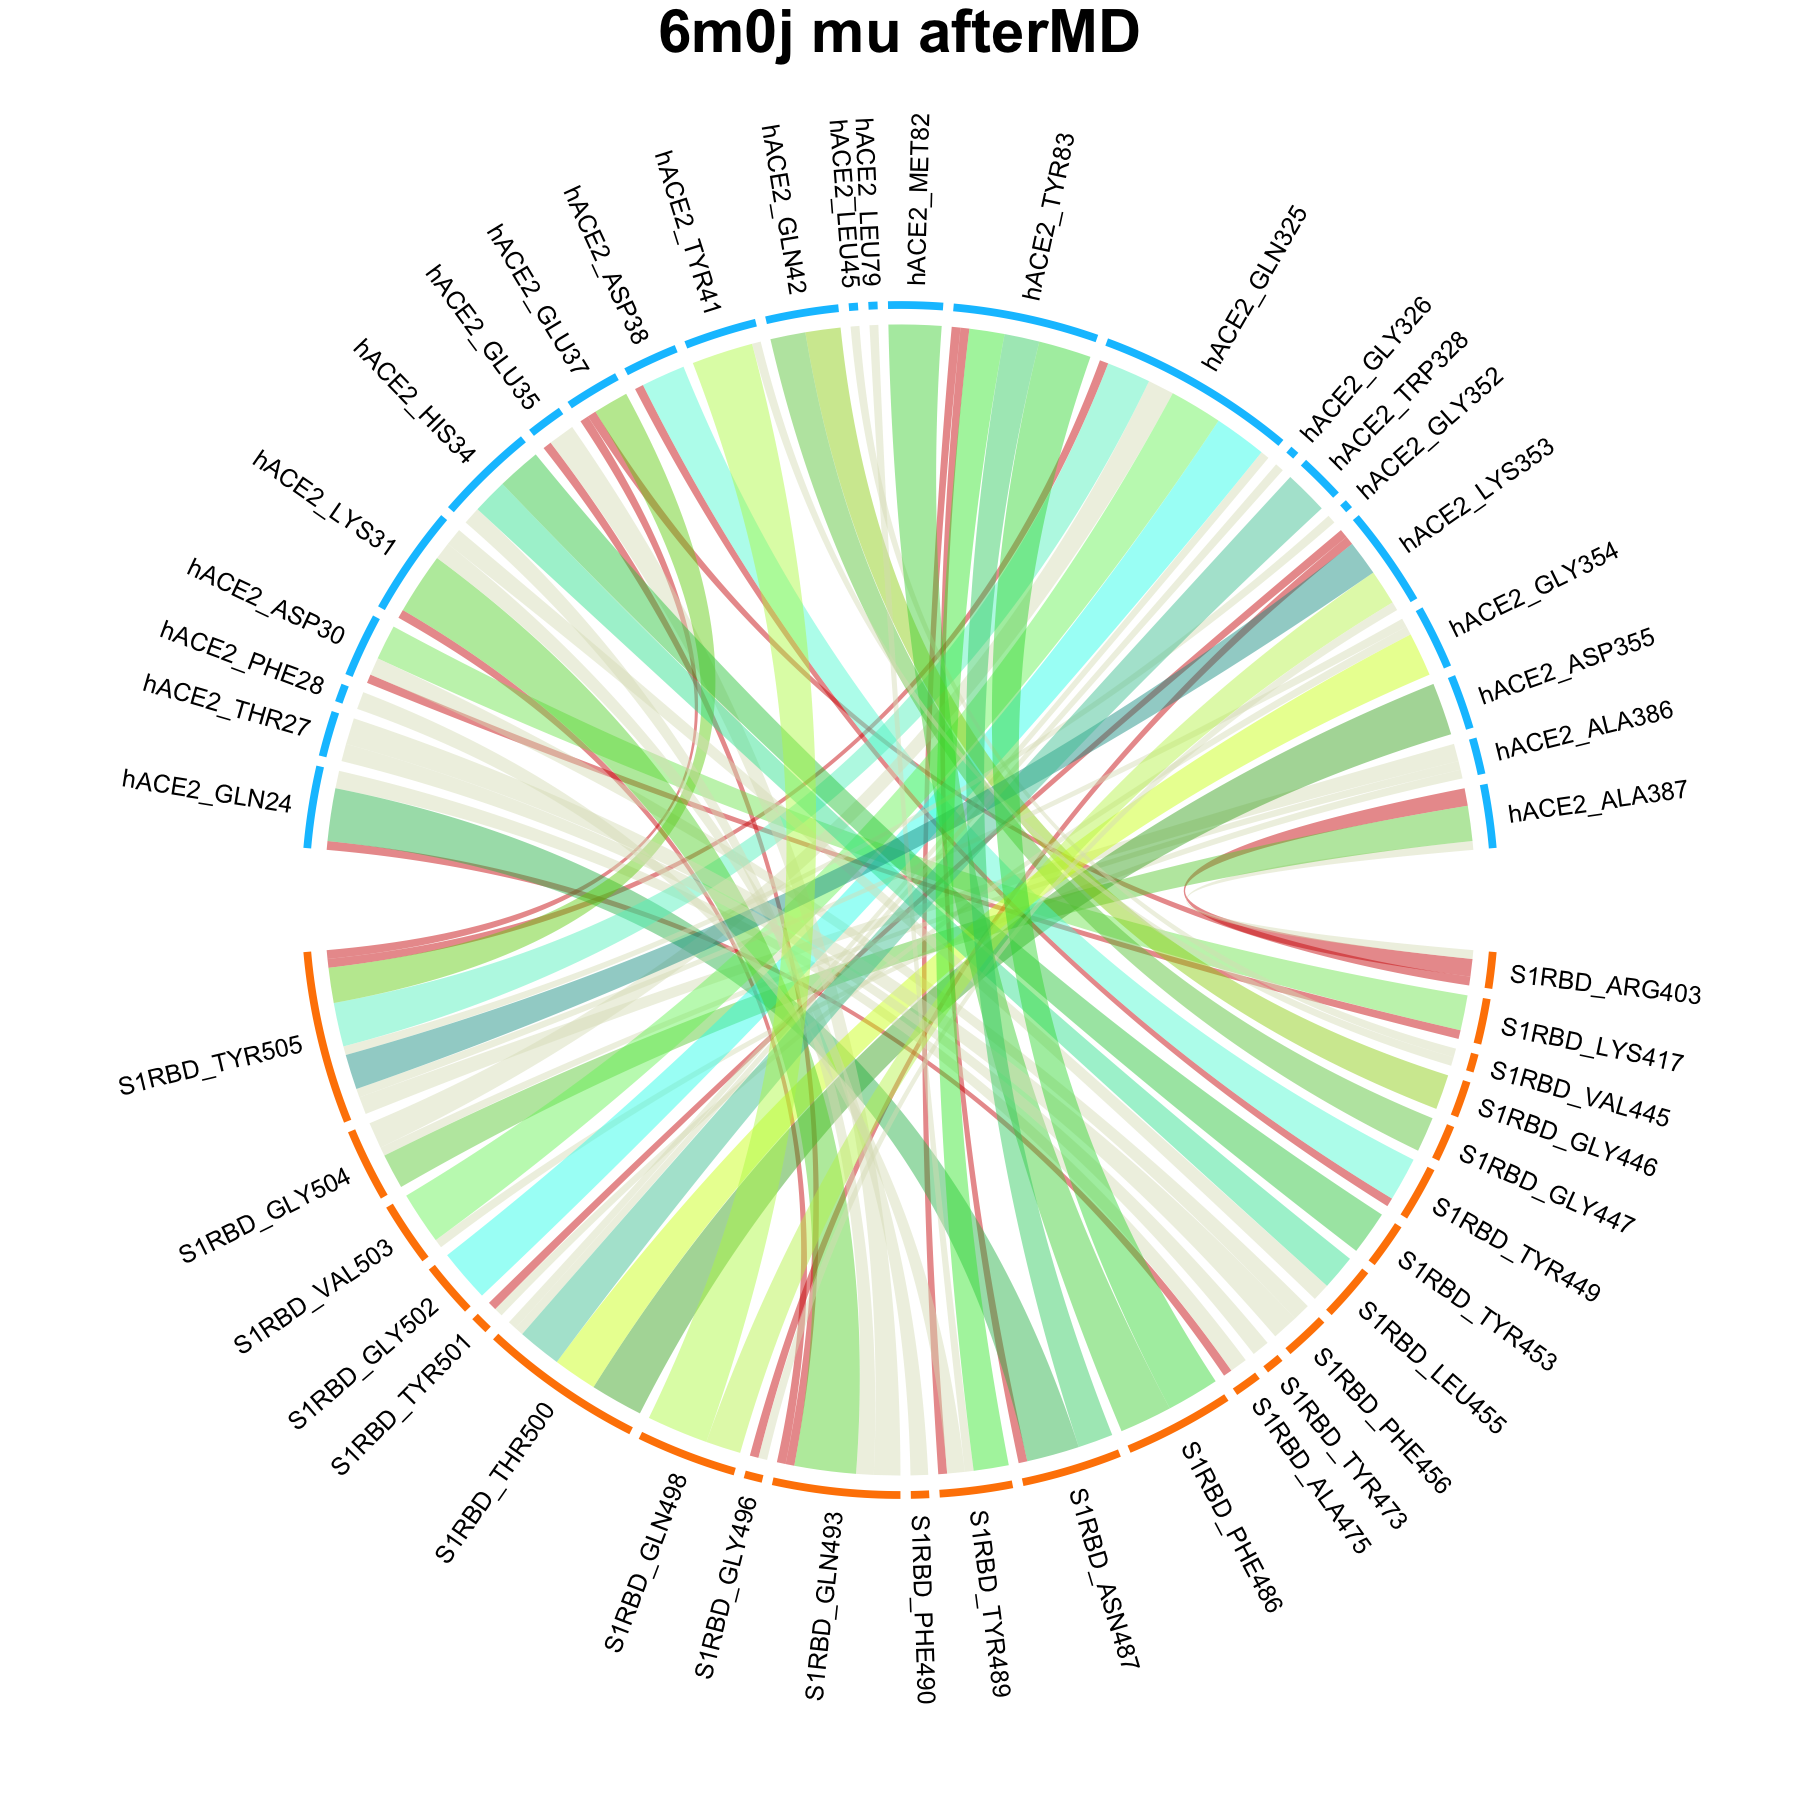 6m0j mu afterMD
hACE2_GLN24
hACE2_THR27
hACE2_PHE28
hACE2_ASP30
hACE2_LYS31
hACE2_HIS34
hACE2_GLU35
hACE2_GLU37
hACE2_ASP38
hACE2_TYR41
hACE2_GLN42
hACE2_LEU45
hACE2_LEU79
hACE2_MET82
hACE2_TYR83
hACE2_GLN325
hACE2_GLY326
hACE2_TRP328
hACE2_GLY352
hACE2_LYS353
hACE2_GLY354
hACE2_ASP355
hACE2_ALA386
hACE2_ALA387
S1RBD_ARG403
S1RBD_LYS417
S1RBD_VAL445
S1RBD_GLY446
S1RBD_GLY447
S1RBD_TYR449
S1RBD_TYR453
S1RBD_LEU455
S1RBD_PHE456
S1RBD_TYR473
S1RBD_ALA475
S1RBD_PHE486
S1RBD_ASN487
S1RBD_TYR489
S1RBD_PHE490
S1RBD_GLN493
S1RBD_GLY496
S1RBD_GLN498
S1RBD_THR500
S1RBD_TYR501
S1RBD_GLY502
S1RBD_VAL503
S1RBD_GLY504
S1RBD_TYR505